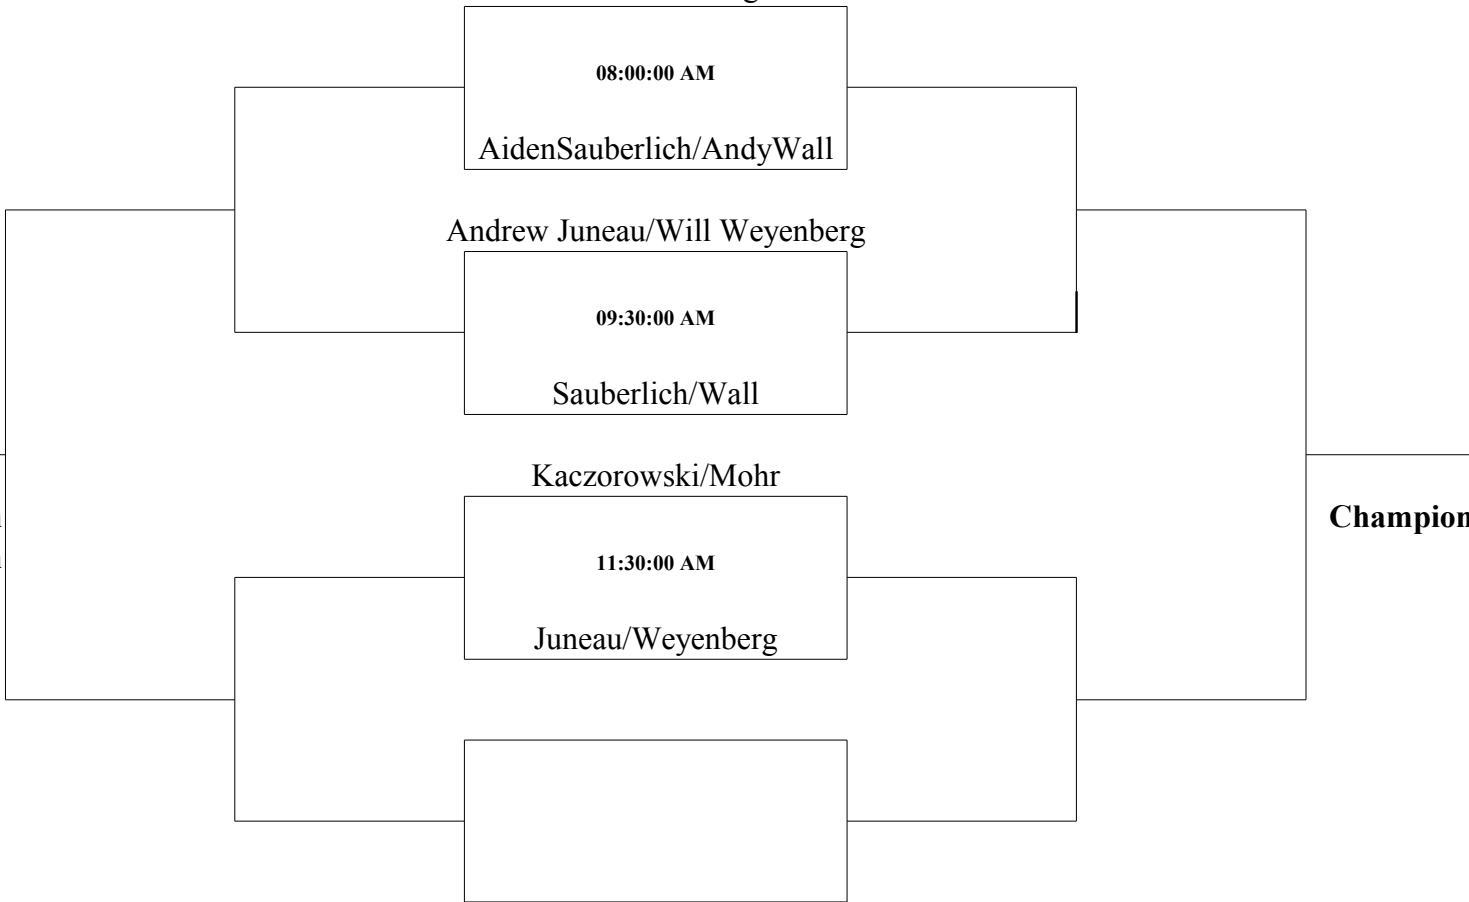 08:00:00 AM
AidenSauberlich/AndyWall
Andrew Juneau/Will Weyenberg
09:30:00 AM
Sauberlich/Wall
Kaczorowski/Mohr
Champion
11:30:00 AM
Juneau/Weyenberg